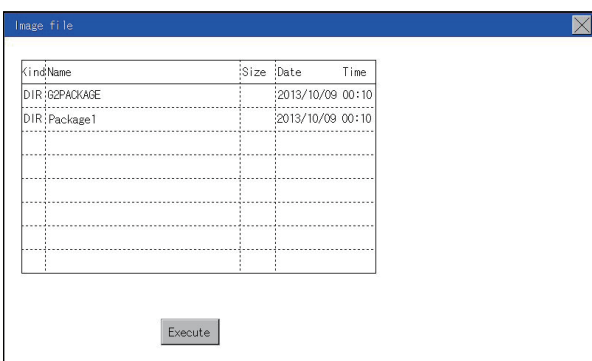 Image file
Kind Name Size Date Time
DIR G2PACKAGE 2013/10/09 00:10
DIR Package1 2013/10/09 00:10
Execute